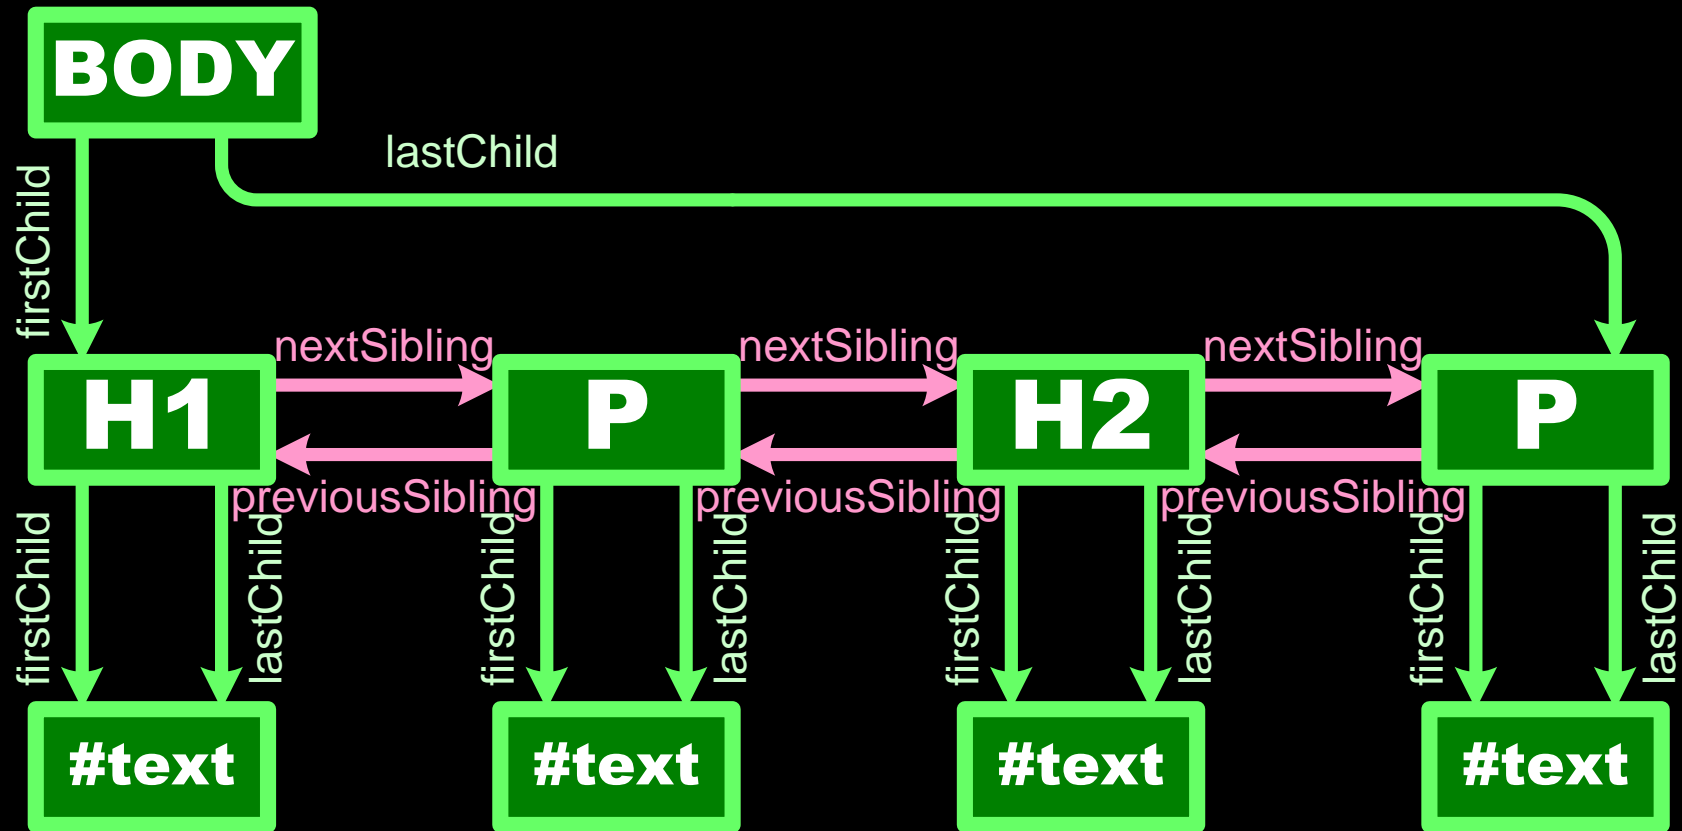 BODY
lastChild
firstChild
nextSibling nextSibling nextSibling
H1 P H2 P
previousSibling previousSibling previousSibling
firstChild lastChild firstChild lastChild firstChild lastChild firstChild lastChild
#text #text #text #text